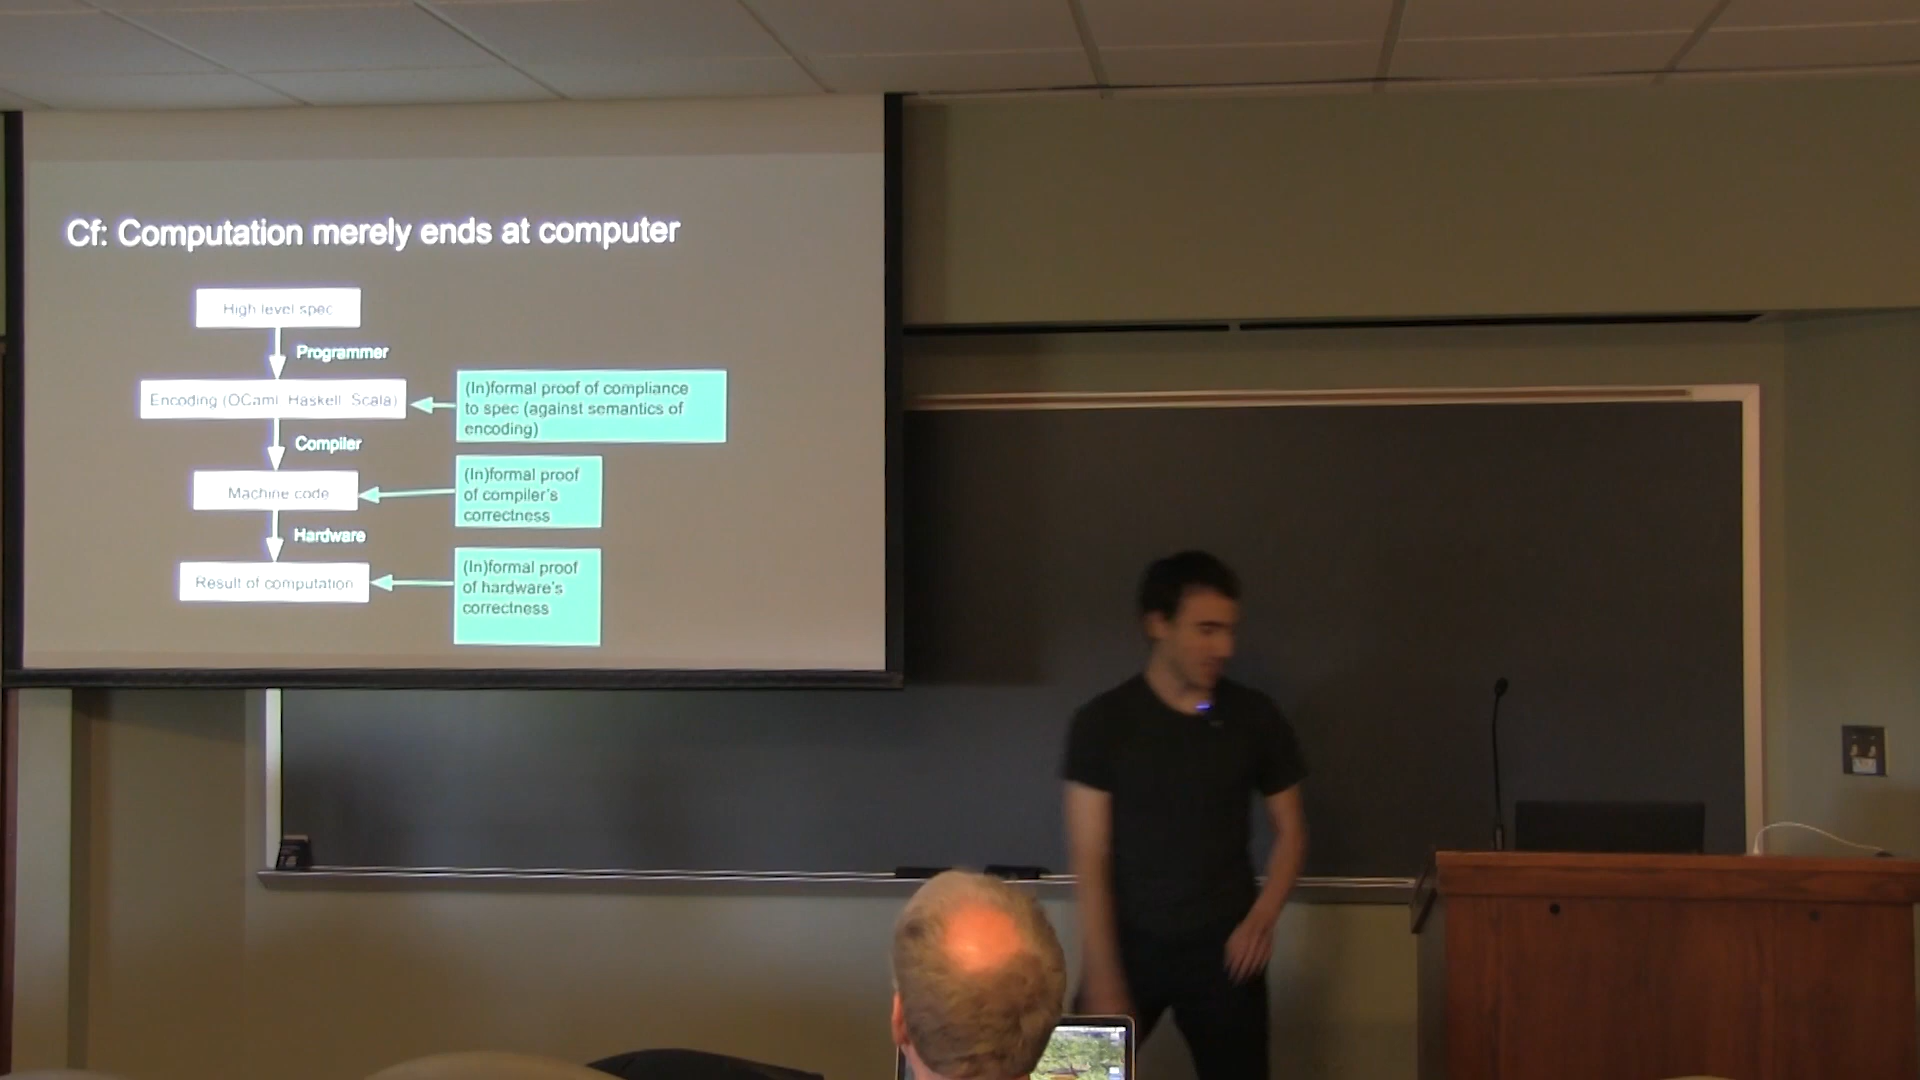 Cf: Computation merely ends at computer
High level spec
Programmer
Encoding (OCaml, Haskell, Scala)
(In)formal proof of compliance
to spec (against semantics of
encoding)
Compiler
Machine code
(In)formal proof
of compiler's
correctness
Hardware
Result of computation
(In)formal proof
of hardware's
correctness